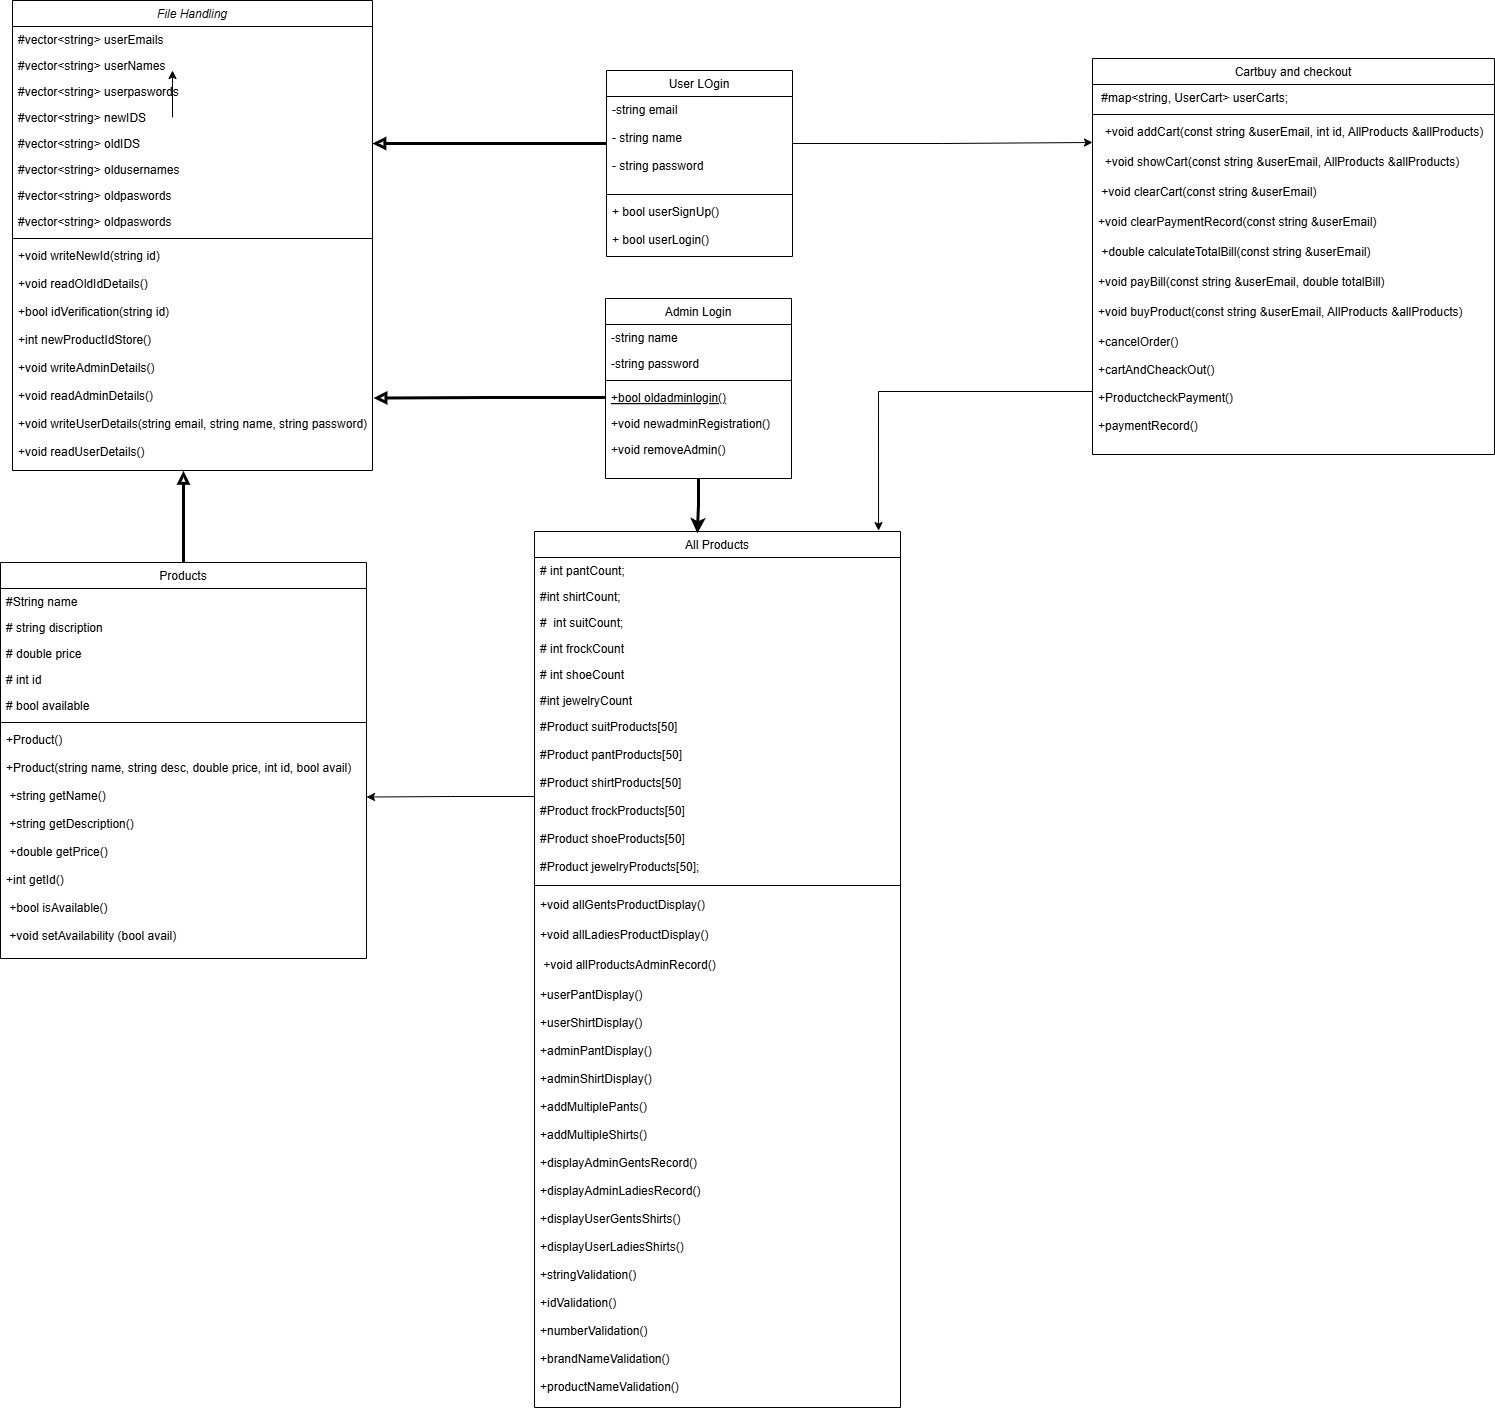 File Handling
#vector<string> userEmails
#vector<string> userNames
#vector<string> userpaswords
#vector<string> newIDS
#vector<string> oldIDS
#vector<string> oldusernames
#vector<string> oldpaswords
#vector<string> oldpaswords
+void writeNewId(string id)
+void readOldIdDetails()
+bool idVerification(string id)
+int newProductIdStore()
+void writeAdminDetails()
+void readAdminDetails()
+void writeUserDetails(string email, string name, string password)
+void readUserDetails()
User LOgin
-string email
- string name
- string password
+ bool userSignUp()
+ bool userLogin()
Cartbuy and checkout
#map<string, UserCart> userCarts;
+void addCart(const string &userEmail, int id, AllProducts &allProducts)
+void showCart(const string &userEmail, AllProducts &allProducts)
+void clearCart(const string &userEmail)
+void clearPaymentRecord(const string &userEmail)
+double calculateTotalBill(const string &userEmail)
+void payBill(const string &userEmail, double totalBill)
+void buyProduct(const string &userEmail, AllProducts &allProducts)
+cancelOrder()
+cartAndCheackOut()
+ProductcheckPayment()
+paymentRecord()
Admin Login
-string name
-string password
+bool oldadminlogin()
+void newadminRegistration()
+void removeAdmin()
Products
#String name
# string discription
# double price
# int id
# bool available
+Product()
+Product(string name, string desc, double price, int id, bool avail)
+string getName()
+string getDescription()
+double getPrice()
+int getId()
+bool isAvailable()
+void setAvailability (bool avail)
All Products
# int pantCount;
#int shirtCount;
#  int suitCount;
# int frockCount
# int shoeCount
#int jewelryCount
#Product suitProducts[50]
#Product pantProducts[50]
#Product shirtProducts[50]
#Product frockProducts[50]
#Product shoeProducts[50]
#Product jewelryProducts[50];
+void allGentsProductDisplay()
+void allLadiesProductDisplay()
+void allProductsAdminRecord()
+userPantDisplay()
+userShirtDisplay()
+adminPantDisplay()
+adminShirtDisplay()
+addMultiplePants()
+addMultipleShirts()
+displayAdminGentsRecord()
+displayAdminLadiesRecord()
+displayUserGentsShirts()
+displayUserLadiesShirts()
+stringValidation()
+idValidation()
+numberValidation()
+brandNameValidation()
+productNameValidation()